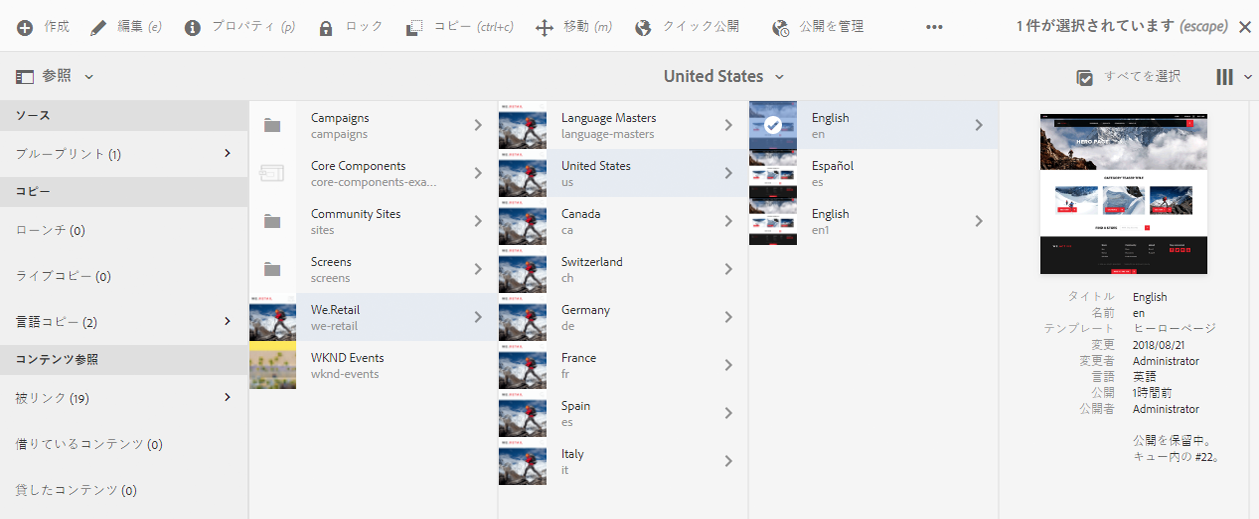 作成 編集 (e) プロパティ (p) ロック コピー (ctrl+c) 移動 (m) クイック公開 公開を管理 ••• 1 件が選択されています (escape)
参照 United States すべてを選択
ソース
ブループリント (1)
コピー
ローンチ (0)
ライブコピー (0)
言語コピー (2)
コンテンツ参照
被リンク (19)
借りているコンテンツ (0)
貸したコンテンツ (0)
Campaigns
campaigns
Core Components
core-components-exa...
Community Sites
sites
Screens
screens
We.Retail
we-retail
WKND Events
wknd-events
Language Masters
language-masters
United States
us
Canada
ca
Switzerland
ch
Germany
de
France
fr
Spain
es
Italy
it
English
en
Español
es
English
en1
HERO PAGE
タイトル English
名前 en
テンプレート ヒーローページ
変更 2018/08/21
変更者 Administrator
言語 英語
公開 1時間前
公開者 Administrator
公開を保留中。
キュー内の #22。